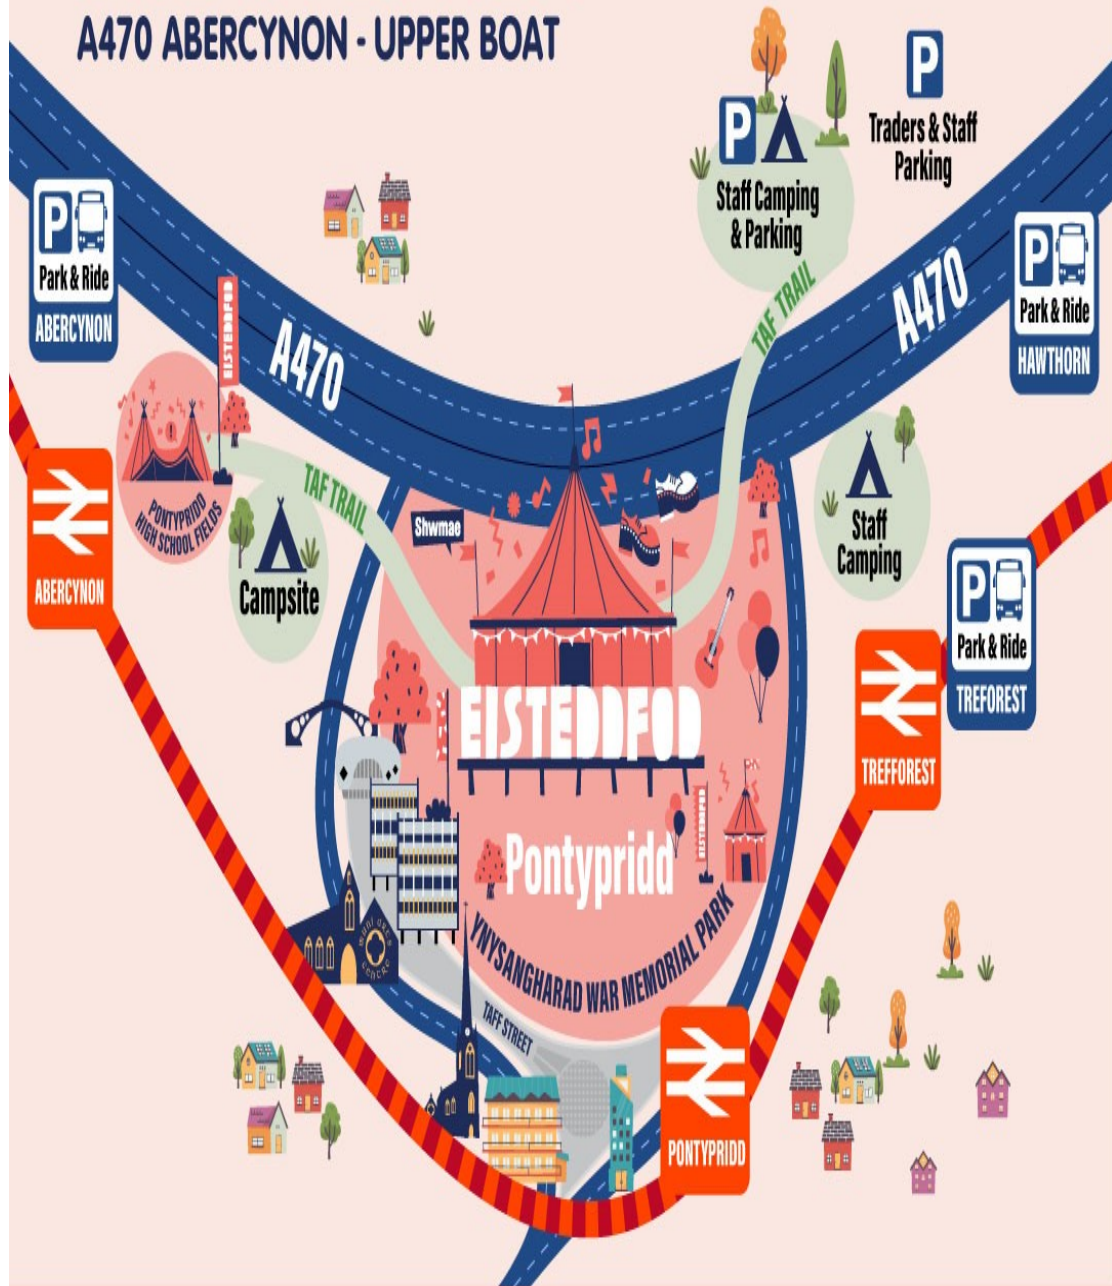 A470 ABERCYNON - UPPER BOAT
P
Traders & Staff
Parking
P
Staff Camping
& Parking
P
Park & Ride
ABERCYNON
P
Park & Ride
HAWTHORN
A470
A470
TAF TRAIL
EISTEDDFOD
PONTYPRIDD
HIGH SCHOOL FIELDS
TAF TRAIL
Shwmae
Campsite
Staff
Camping
ABERCYNON
P
Park & Ride
TREFOREST
TREFFOREST
EISTEDDFOD
EISTEDDFOD
Pontypridd
YNYSANGHARAD WAR MEMORIAL PARK
TAFF STREET
PONTYPRIDD